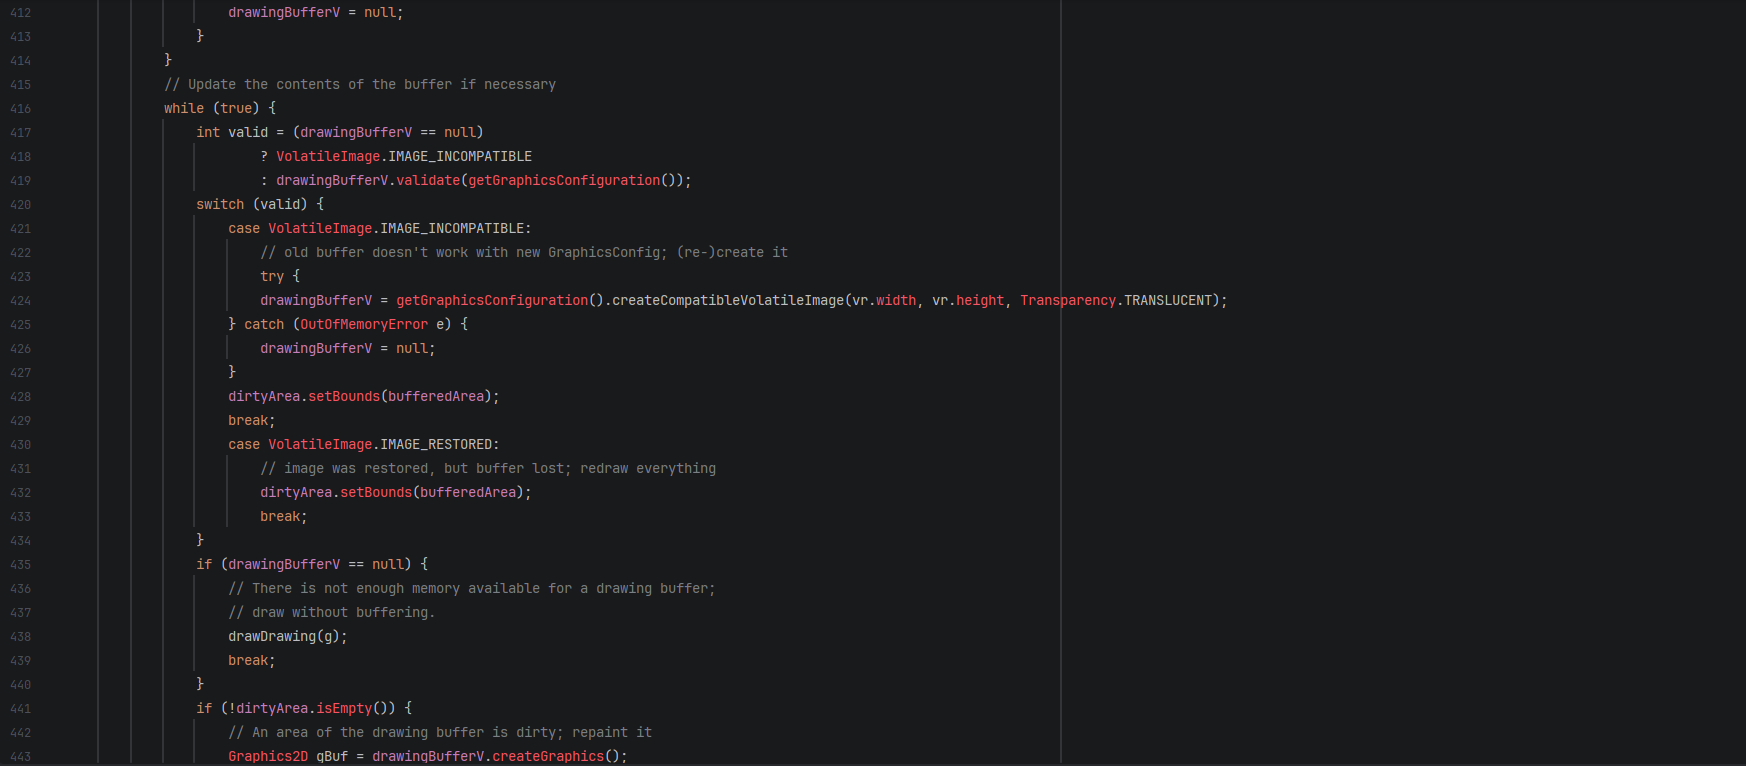 412 drawingBufferV = null;
413 }
414 }
415 // Update the contents of the buffer if necessary
416 while (true) {
417 int valid = (drawingBufferV == null)
418 ? VolatileImage.IMAGE_INCOMPATIBLE
419 : drawingBufferV.validate(getGraphicsConfiguration());
420 switch (valid) {
421 case VolatileImage.IMAGE_INCOMPATIBLE:
422 // old buffer doesn't work with new GraphicsConfig; (re-)create it
423 try {
424 drawingBufferV = getGraphicsConfiguration().createCompatibleVolatileImage(vr.width, vr.height, Transparency.TRANSLUCENT);
425 } catch (OutOfMemoryError e) {
426 drawingBufferV = null;
427 }
428 dirtyArea.setBounds(bufferedArea);
429 break;
430 case VolatileImage.IMAGE_RESTORED:
431 // image was restored, but buffer lost; redraw everything
432 dirtyArea.setBounds(bufferedArea);
433 break;
434 }
435 if (drawingBufferV == null) {
436 // There is not enough memory available for a drawing buffer;
437 // draw without buffering.
438 drawDrawing(g);
439 break;
440 }
441 if (!dirtyArea.isEmpty()) {
442 // An area of the drawing buffer is dirty; repaint it
443 Graphics2D gBuf = drawingBufferV.createGraphics();